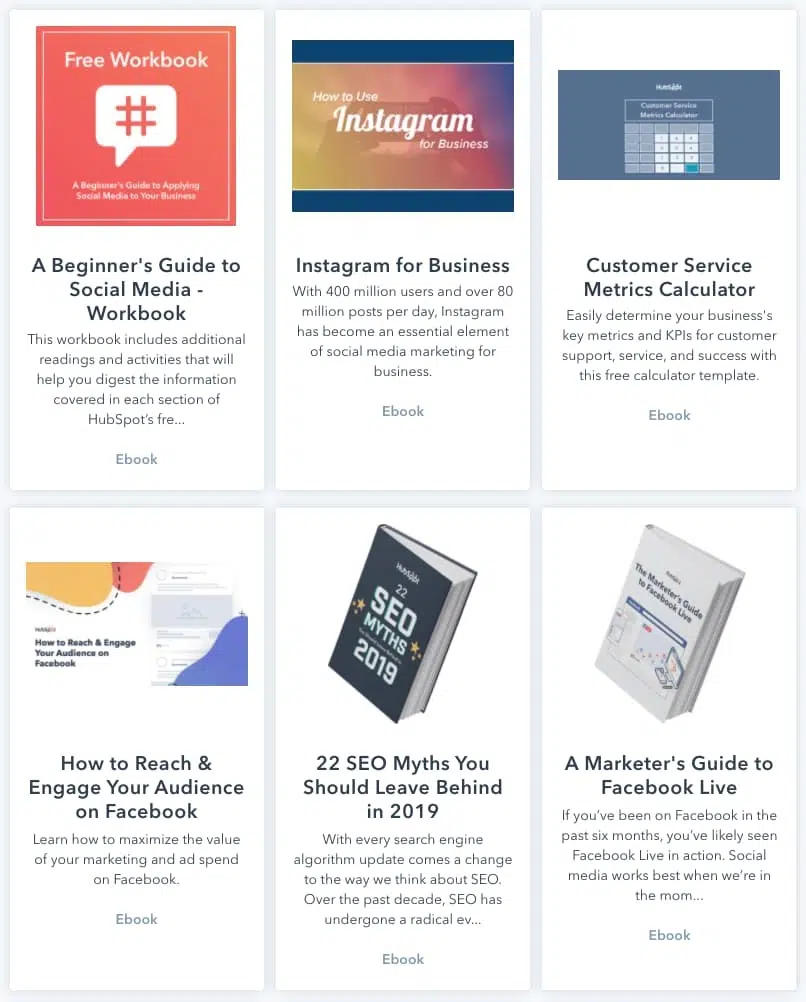 Free Workbook
#
A Beginner's Guide to Applying
Social Media to Your Business
A Beginner's Guide to
Social Media -
Workbook
This workbook includes additional
readings and activities that will
help you digest the information
covered in each section of
HubSpot's fre...
Ebook
How to Use
Instagram
for Business
Instagram for Business
With 400 million users and over 80
million posts per day, Instagram
has become an essential element
of social media marketing for
business.
Ebook
HubSpot
Customer Service
Metrics Calculator
Customer Service
Metrics Calculator
Easily determine your business's
key metrics and KPIs for customer
support, service, and success with
this free calculator template.
Ebook
HubSpot
How to Reach & Engage
Your Audience on
Facebook
How to Reach &
Engage Your Audience
on Facebook
Learn how to maximize the value
of your marketing and ad spend
on Facebook.
Ebook
HubSpot
22
SEO
MYTHS
You Should Leave Behind in
2019
22 SEO Myths You
Should Leave Behind
in 2019
With every search engine
algorithm update comes a change
to the way we think about SEO.
Over the past decade, SEO has
undergone a radical ev...
Ebook
HubSpot
The Marketer's Guide
to Facebook Live
A Marketer's Guide to
Facebook Live
If you've been on Facebook in the
past six months, you've likely seen
Facebook Live in action. Social
media works best when we're in
the mom...
Ebook